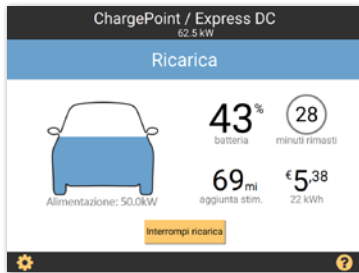 ChargePoint / Express DC
62.5 kW
Ricarica
43%
batteria
28
minuti rimasti
69mi
aggiunta stim.
€5,38
22 kWh
Alimentazione: 50.0kW
Interrompi ricarica
?